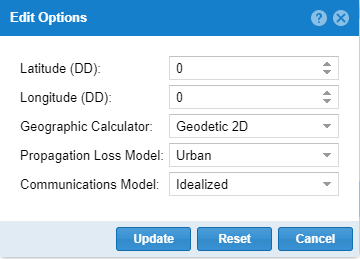 Edit Options ?
Latitude (DD): 0
Longitude (DD): 0
Geographic Calculator: Geodetic 2D
Propagation Loss Model: Urban
Communications Model: Idealized
Update Reset Cancel